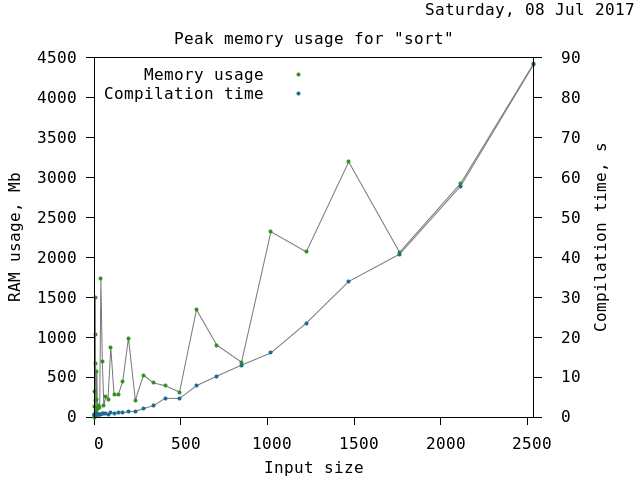 Saturday, 08 Jul 2017
Peak memory usage for "sort"
Memory usage
Compilation time
RAM usage, Mb
4500
4000
3500
3000
2500
2000
1500
1000
500
0
90
80
70
60
50
40
30
20
10
0
Compilation time, s
0 500 1000 1500 2000 2500
Input size